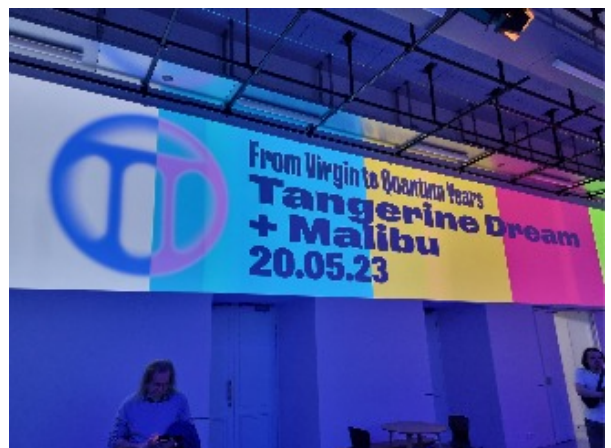 From Virgin to Quantum Years
Tangerine Dream
+ Malibu
20.05.23